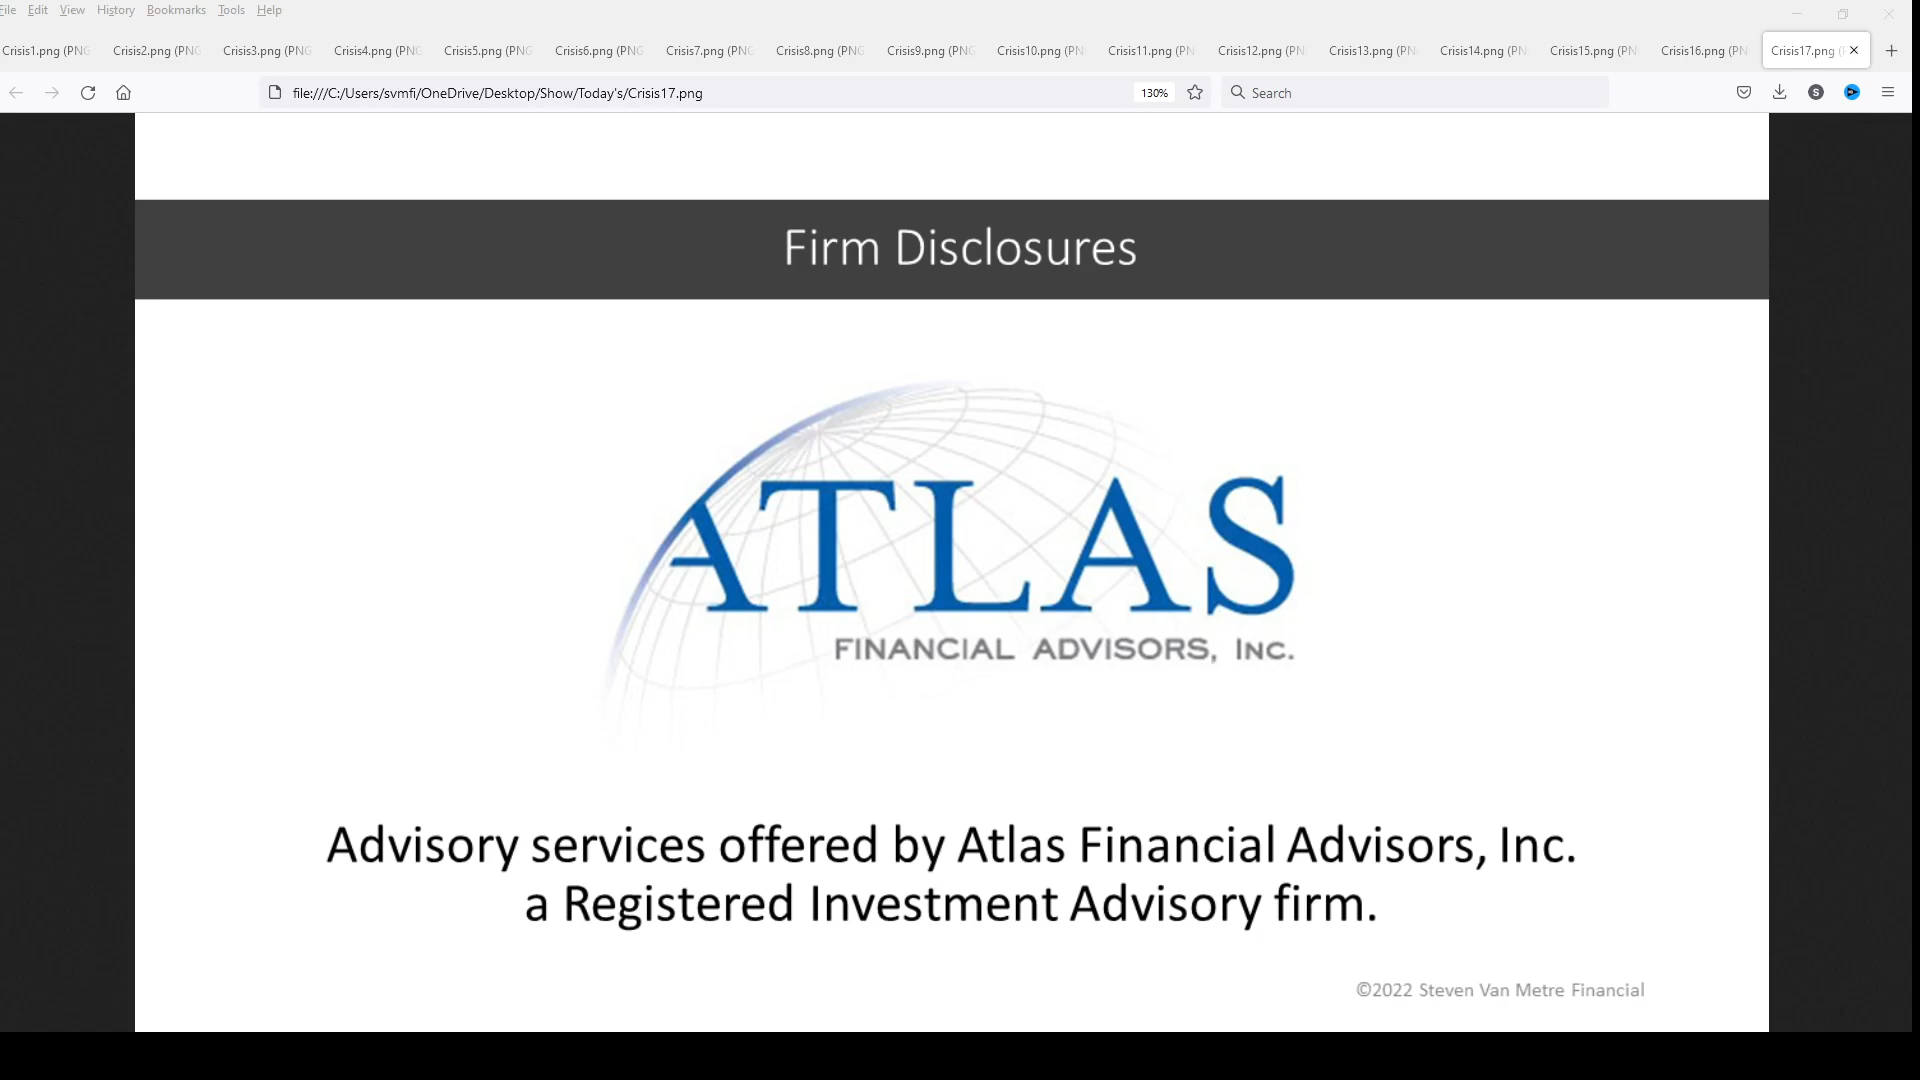 File Edit View History Bookmarks Tools Help
Crisis1.png (PNG Crisis2.png (PNG Crisis3.png (PNG Crisis4.png (PNG Crisis5.png (PNG Crisis6.png (PNG Crisis7.png (PNG Crisis8.png (PNG Crisis9.png (PNG Crisis10.png (PN Crisis11.png (PN Crisis12.png (PN Crisis13.png (PN Crisis14.png (PN Crisis15.png (PN Crisis16.png (PN Crisis17.png (P
file:///C:/Users/svmfi/OneDrive/Desktop/Show/Today's/Crisis17.png 130% Search S
Firm Disclosures
ATLAS
FINANCIAL ADVISORS, INC.
Advisory services offered by Atlas Financial Advisors, Inc.
a Registered Investment Advisory firm.
©2022 Steven Van Metre Financial